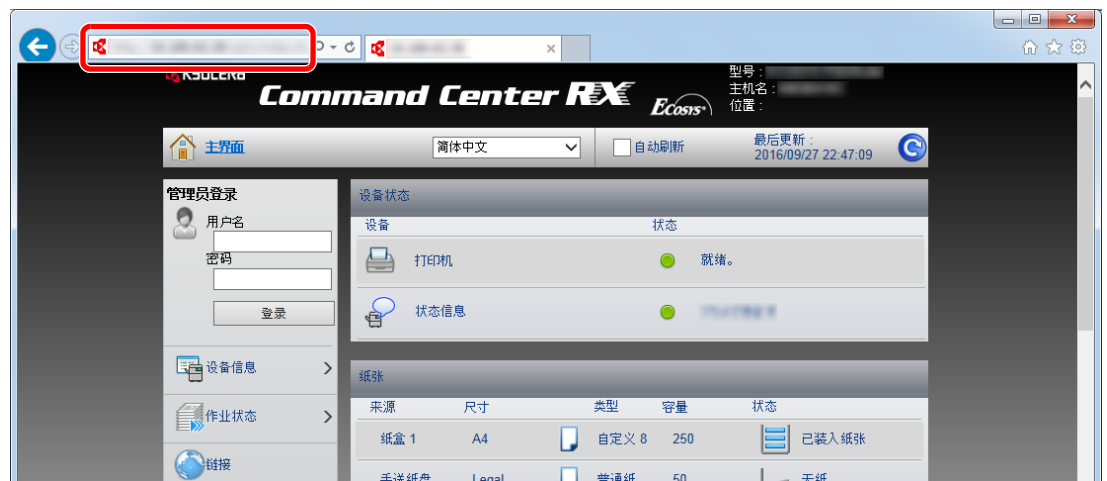 KYOCERA
Command Center RX
Ecosys
型号：
主机名：
位置：
主界面
简体中文
自动刷新
最后更新：
2016/09/27 22:47:09
管理员登录
用户名
密码
登录
设备信息
作业状态
链接
设备状态
设备 状态
打印机 就绪。
状态信息
纸张
来源 尺寸 类型 容量 状态
纸盒 1 A4 自定义 8 250 已装入纸张
手送纸盘 Legal 普通纸 50 无纸